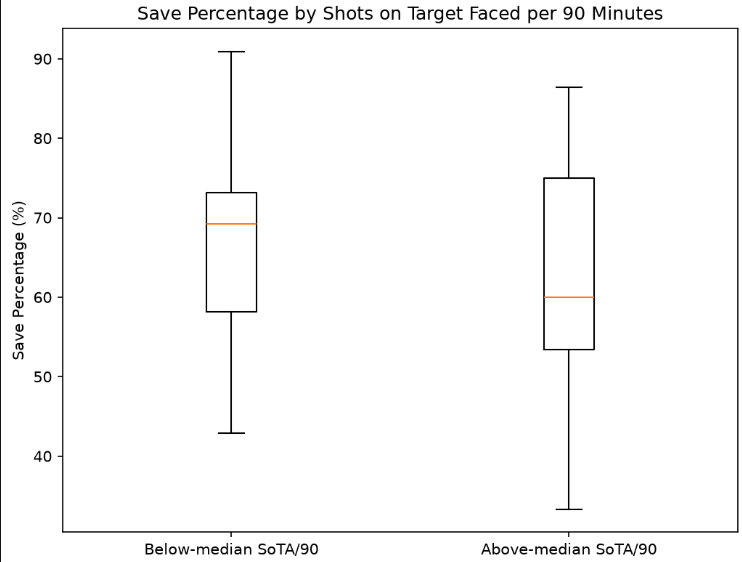 Save Percentage by Shots on Target Faced per 90 Minutes
Save Percentage (%)
90
80
70
60
50
40
Below-median SoTA/90
Above-median SoTA/90